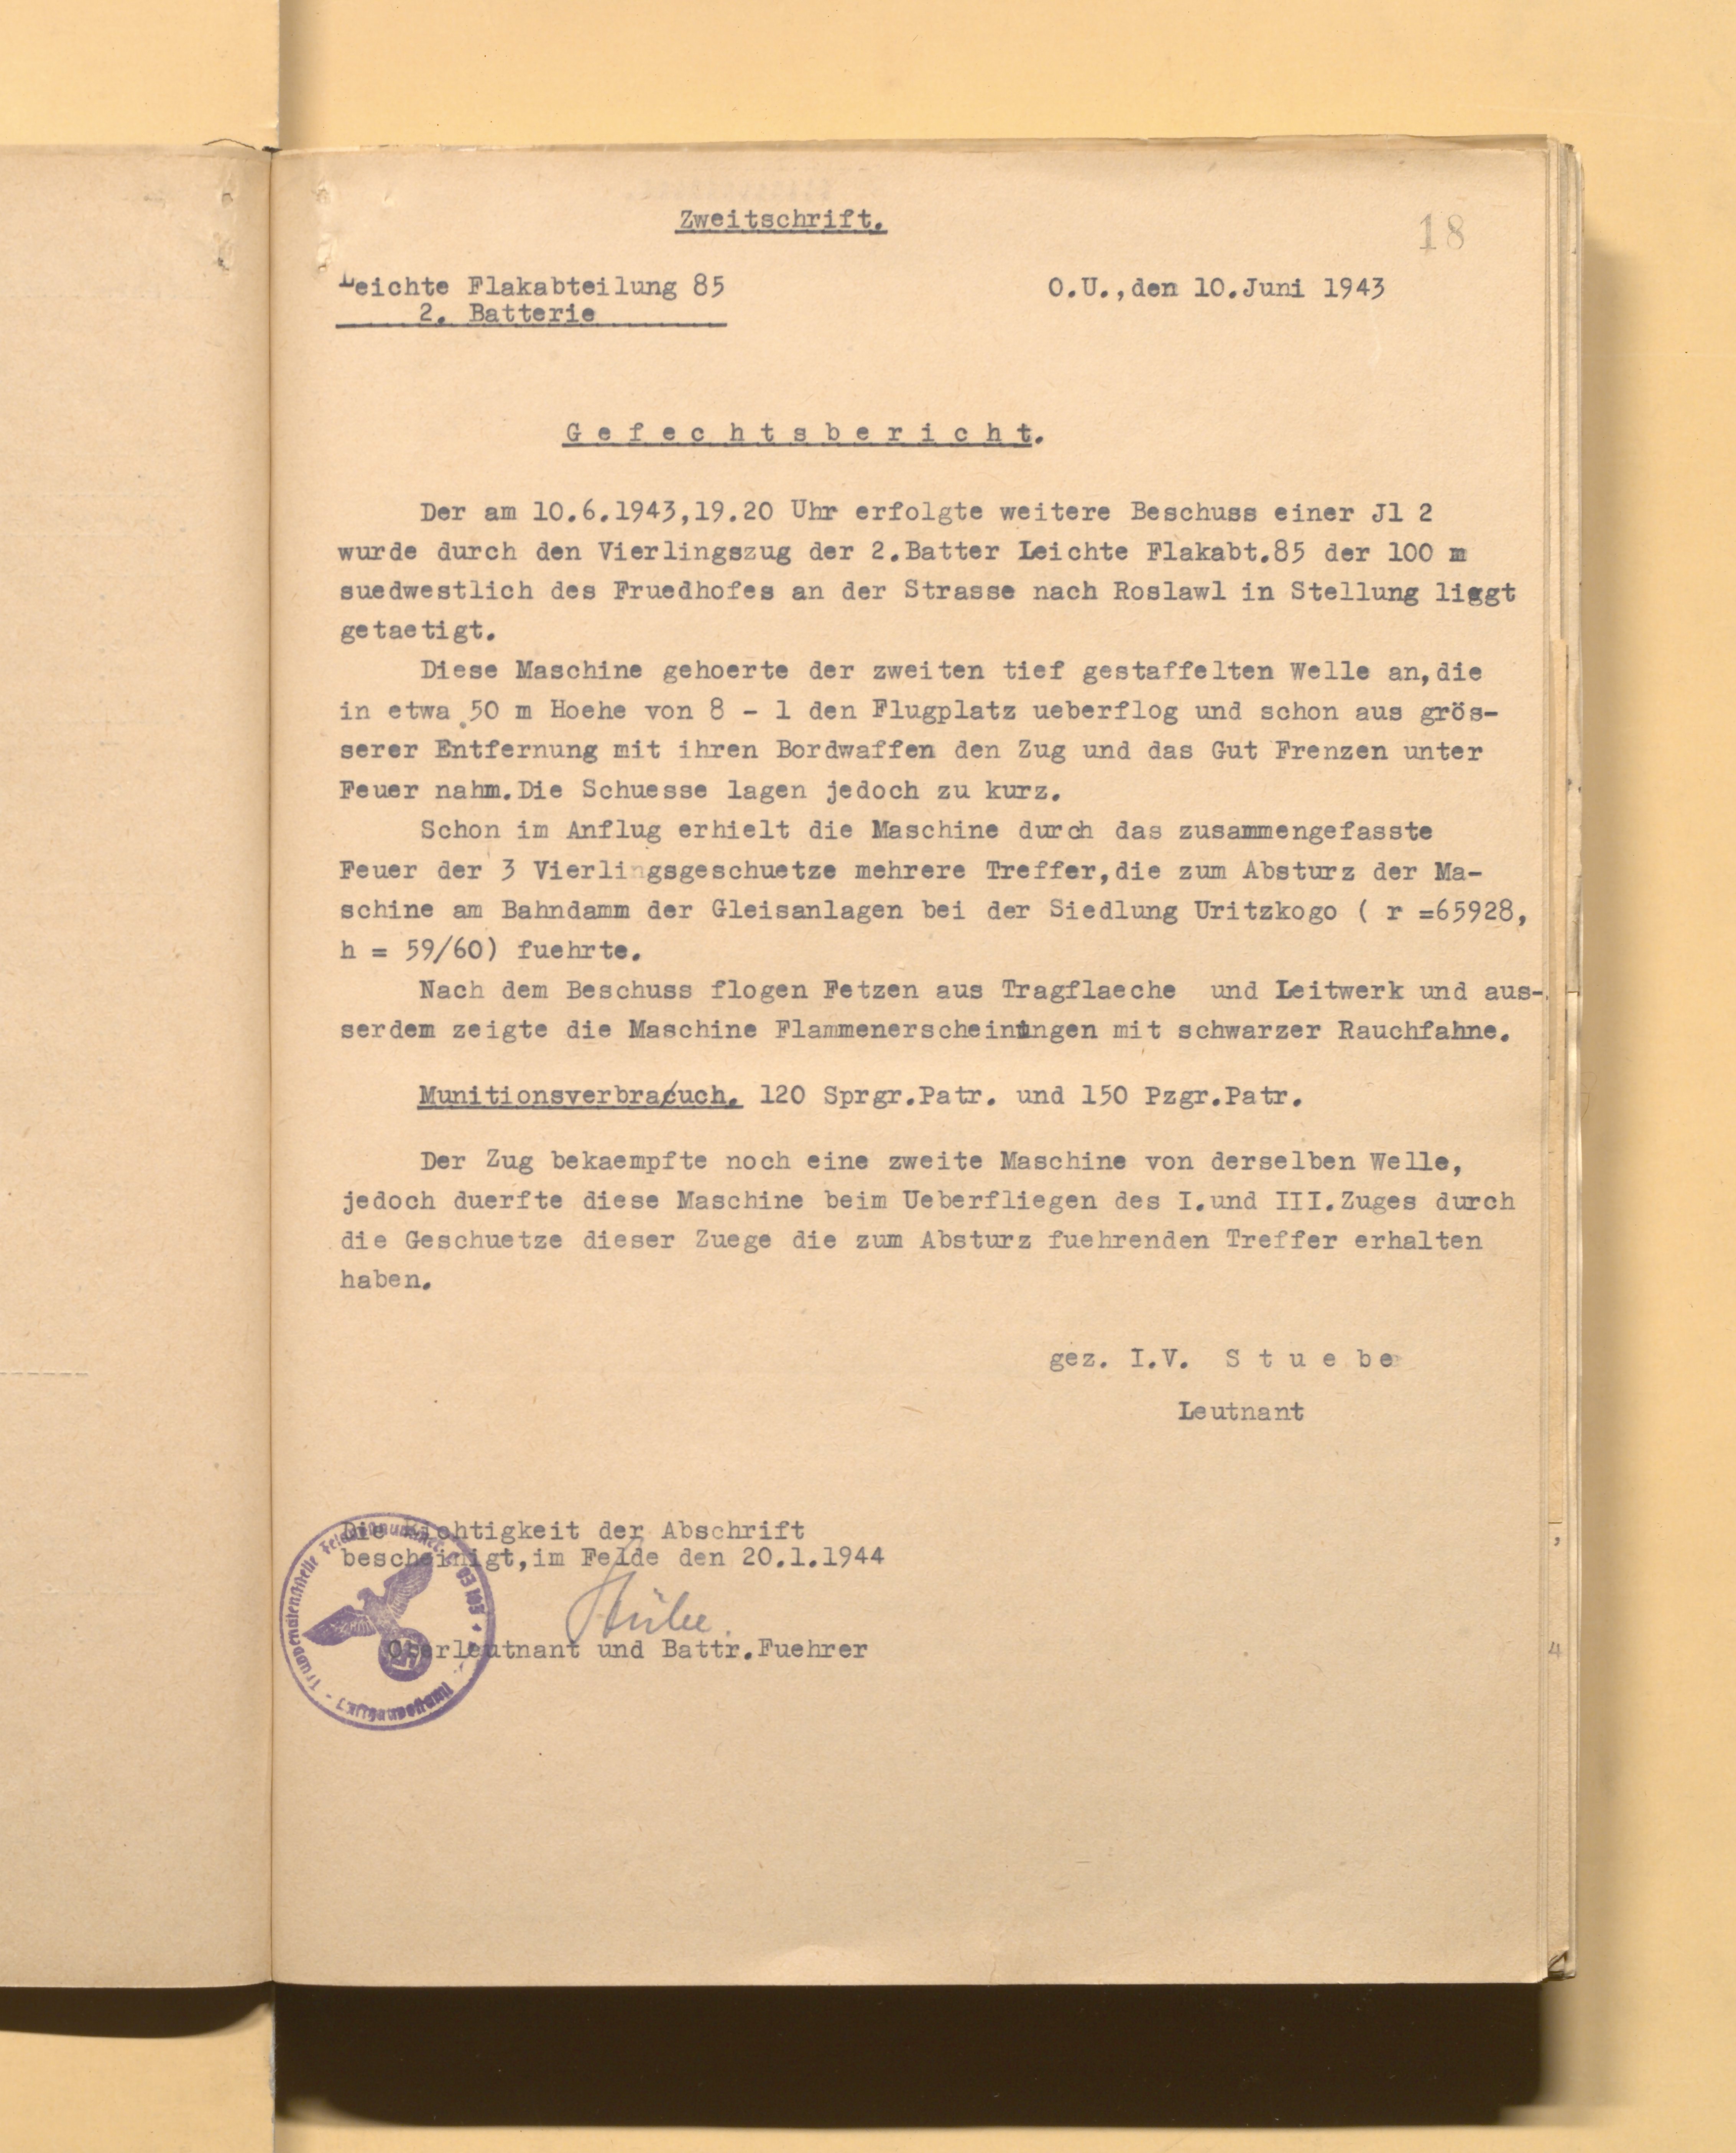 Zweitschrift.
18
Leichte Flakabteilung 85
O.U.,den 10.Juni 1943
2. Batterie
G e f e c h t s b e r i c h t.
Der am 10.6.1943,19.20 Uhr erfolgte weitere Beschuss einer Jl 2
wurde durch den Vierlingszug der 2.Batter Leichte Flakabt.85 der 100 m
suedwestlich des Fruedhofes an der Strasse nach Roslawl in Stellung liegt
getaetigt.
Diese Maschine gehoerte der zweiten tief gestaffelten Welle an,die
in etwa 50 m Hoehe von 8 - 1 den Flugplatz ueberflog und schon aus grös-
serer Entfernung mit ihren Bordwaffen den Zug und das Gut Frenzen unter
Feuer nahm.Die Schuesse lagen jedoch zu kurz.
Schon im Anflug erhielt die Maschine durch das zusammengefasste
Feuer der 3 Vierlingsgeschuetze mehrere Treffer,die zum Absturz der Ma-
schine am Bahndamm der Gleisanlagen bei der Siedlung Uritzkogo ( r =65928,
h = 59/60) fuehrte.
Nach dem Beschuss flogen Fetzen aus Tragflaeche und Leitwerk und aus-
serdem zeigte die Maschine Flammenerscheinungen mit schwarzer Rauchfahne.
Munitionsverbrauch. 120 Sprgr.Patr. und 150 Pzgr.Patr.
Der Zug bekaempfte noch eine zweite Maschine von derselben Welle,
jedoch duerfte diese Maschine beim Ueberfliegen des I.und III.Zuges durch
die Geschuetze dieser Zuege die zum Absturz fuehrenden Treffer erhalten
haben.
gez. I.V. S t u e b e
Leutnant
Die Richtigkeit der Abschrift
bescheinigt,im Felde den 20.1.1944
Stübe.
Oberleutnant und Battr.Fuehrer
Luftgaupostamt